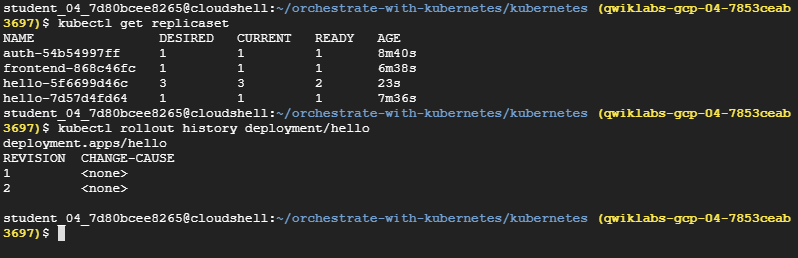 student_04_7d80bcee8265@cloudshell:~/orchestrate-with-kubernetes/kubernetes (qwiklabs-gcp-04-7853ceab
3697)$ kubectl get replicaset
NAME DESIRED CURRENT READY AGE
auth-54b54997ff 1 1 1 8m40s
frontend-868c46fc 1 1 1 6m38s
hello-5f6699d46c 3 3 2 23s
hello-7d57d4fd64 1 1 1 7m36s
student_04_7d80bcee8265@cloudshell:~/orchestrate-with-kubernetes/kubernetes (qwiklabs-gcp-04-7853ceab
3697)$ kubectl rollout history deployment/hello
deployment.apps/hello
REVISION CHANGE-CAUSE
1 <none>
2 <none>
student_04_7d80bcee8265@cloudshell:~/orchestrate-with-kubernetes/kubernetes (qwiklabs-gcp-04-7853ceab
3697)$